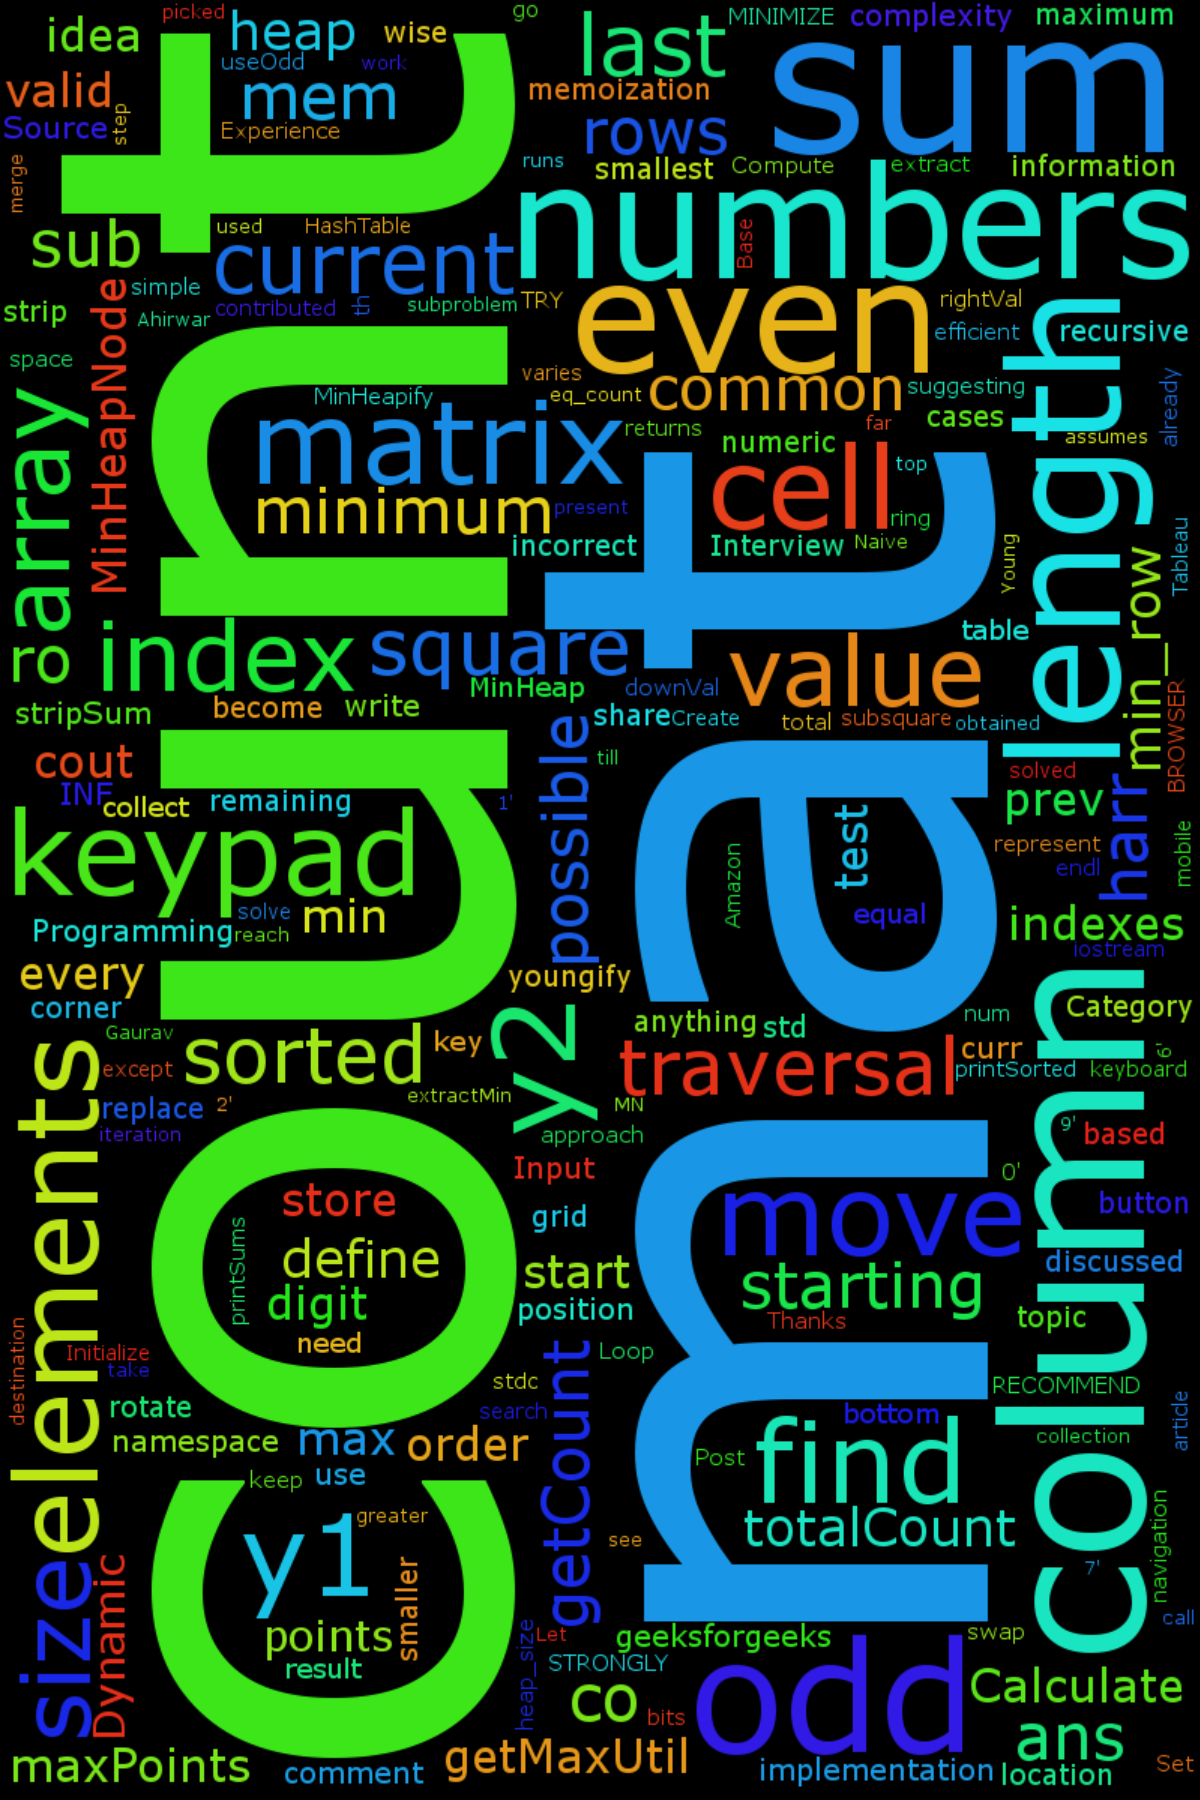 picked
go
MINIMIZE
complexity
maximum
idea
heap
wise
last
sum
useOdd
work
valid
mem
memoization
Source
step
Experience
rows
runs
smallest
Compute
extract
information
merge
count
numbers
sub
used
HashTable
current
Base
simple
contributed
th
subproblem
TRY
even
rightVal
strip
Ahirwar
efficient
recursive
space
MinHeapNode
varies
common
suggesting
already
MinHeapify
eq_count
array
matrix
returns
far
cases
length
assumes
numeric
cell
top
minimum
present
ring
incorrect
Interview
Naive
Young
Tableau
mat
min_row
ro
index
square
table
value
MinHeap
downVal
stripSum
become
write
share
Create
total
subsquare
obtained
BROWSER
cout
possible
till
solved
INF
collect
remaining
1'
prev
harr
keypad
test
represent
mobile
endl
Amazon
solve
min
equal
Programming
reach
indexes
iostream
every
youngify
corner
column
Category
Gaurav
sorted
key
y2
anything
std
num
except
traversal
curr
6'
printSorted
keyboard
elements
extractMin
replace
2'
MN
iteration
approach
9'
based
Input
0'
store
move
button
printSums
define
grid
start
discussed
digit
position
starting
need
Thanks
topic
destination
Initialize
take
getCount
Loop
stdc
RECOMMEND
rotate
search
bottom
article
namespace
max
order
collection
keep
use
Post
find
greater
totalCount
navigation
y1
see
size
Dynamic
smaller
7'
points
heap_size
Let
geeksforgeeks
swap
call
result
STRONGLY
odd
co
bits
Calculate
maxPoints
comment
getMaxUtil
implementation
ans
location
Set